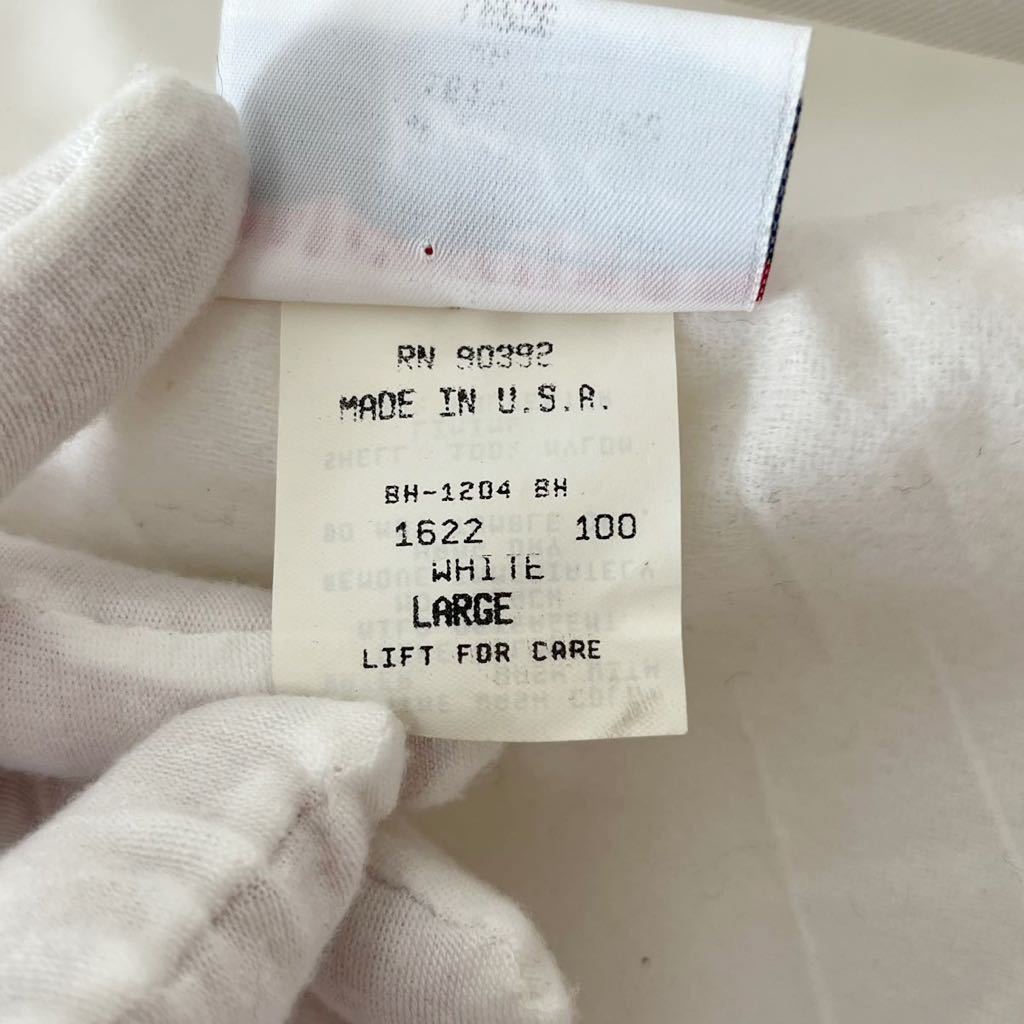 RN 90392
MADE IN U.S.A.
BH-1204 BH
1622 100
WHITE
LARGE
LIFT FOR CARE